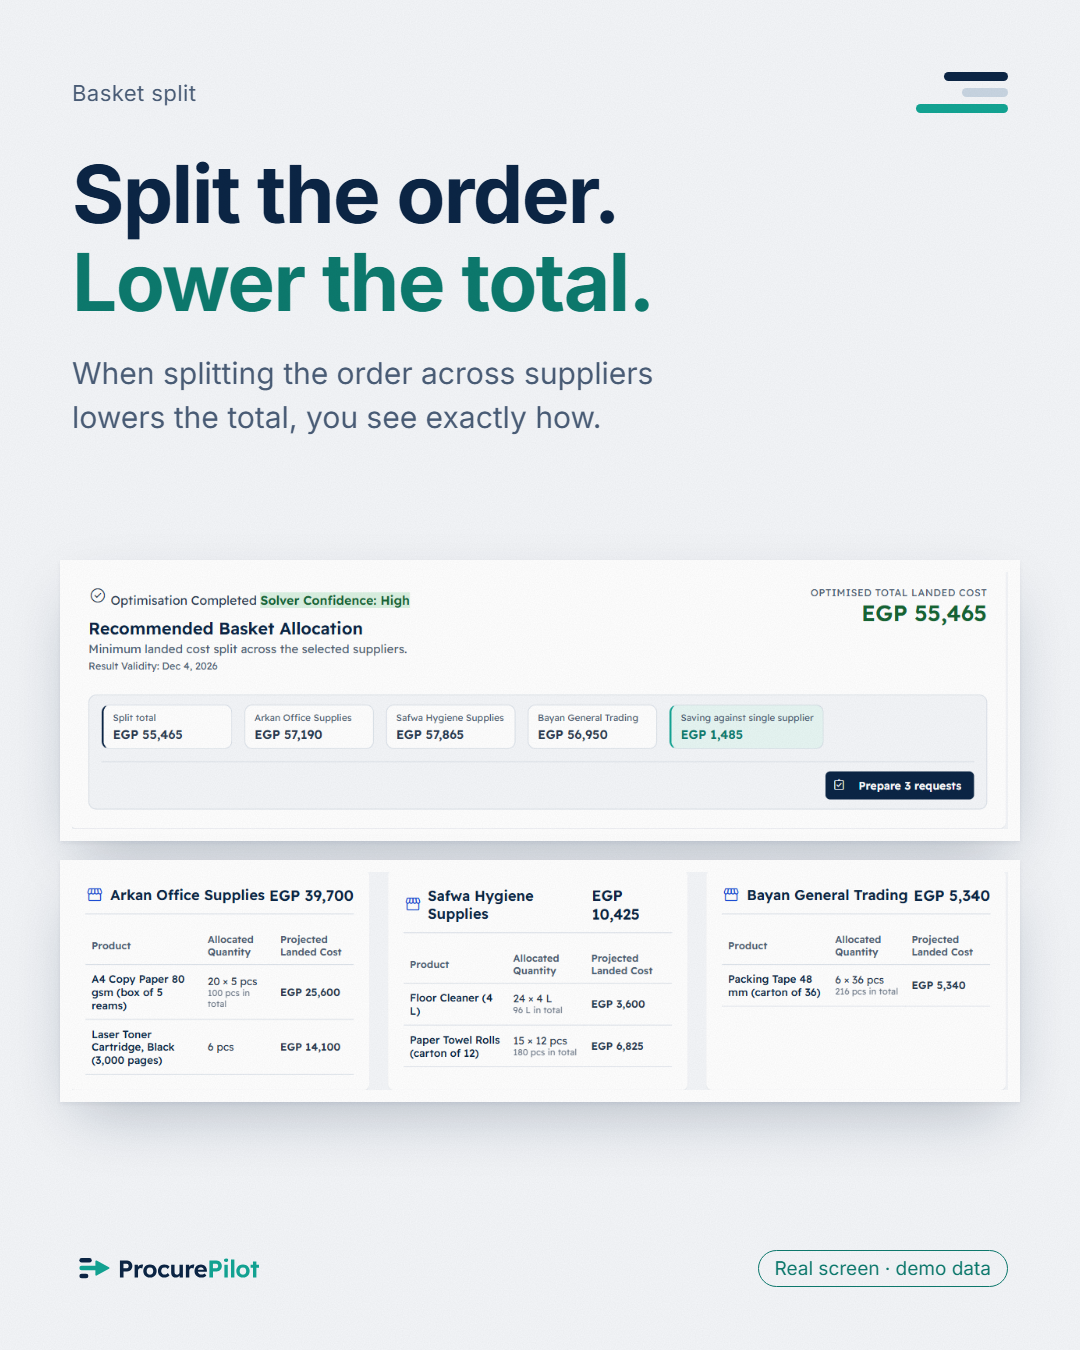 Basket split
Split the order.
Lower the total.
When splitting the order across suppliers
lowers the total, you see exactly how.
Optimisation Completed Solver Confidence: High
Recommended Basket Allocation
Minimum landed cost split across the selected suppliers.
Result Validity: Dec 4, 2026
OPTIMISED TOTAL LANDED COST
EGP 55,465
Split total
EGP 55,465
Arkan Office Supplies
EGP 57,190
Safwa Hygiene Supplies
EGP 57,865
Bayan General Trading
EGP 56,950
Saving against single supplier
EGP 1,485
Prepare 3 requests
Arkan Office Supplies EGP 39,700
Product
Allocated
Quantity
Projected
Landed Cost
A4 Copy Paper 80
gsm (box of 5
reams)
20 × 5 pcs
100 pcs in
total
EGP 25,600
Laser Toner
Cartridge, Black
(3,000 pages)
6 pcs
EGP 14,100
Safwa Hygiene
Supplies
EGP
10,425
Product
Allocated
Quantity
Projected
Landed Cost
Floor Cleaner (4
L)
24 × 4 L
96 L in total
EGP 3,600
Paper Towel Rolls
(carton of 12)
15 × 12 pcs
180 pcs in total
EGP 6,825
Bayan General Trading EGP 5,340
Product
Allocated
Quantity
Projected
Landed Cost
Packing Tape 48
mm (carton of 36)
6 × 36 pcs
216 pcs in total
EGP 5,340
ProcurePilot
Real screen · demo data